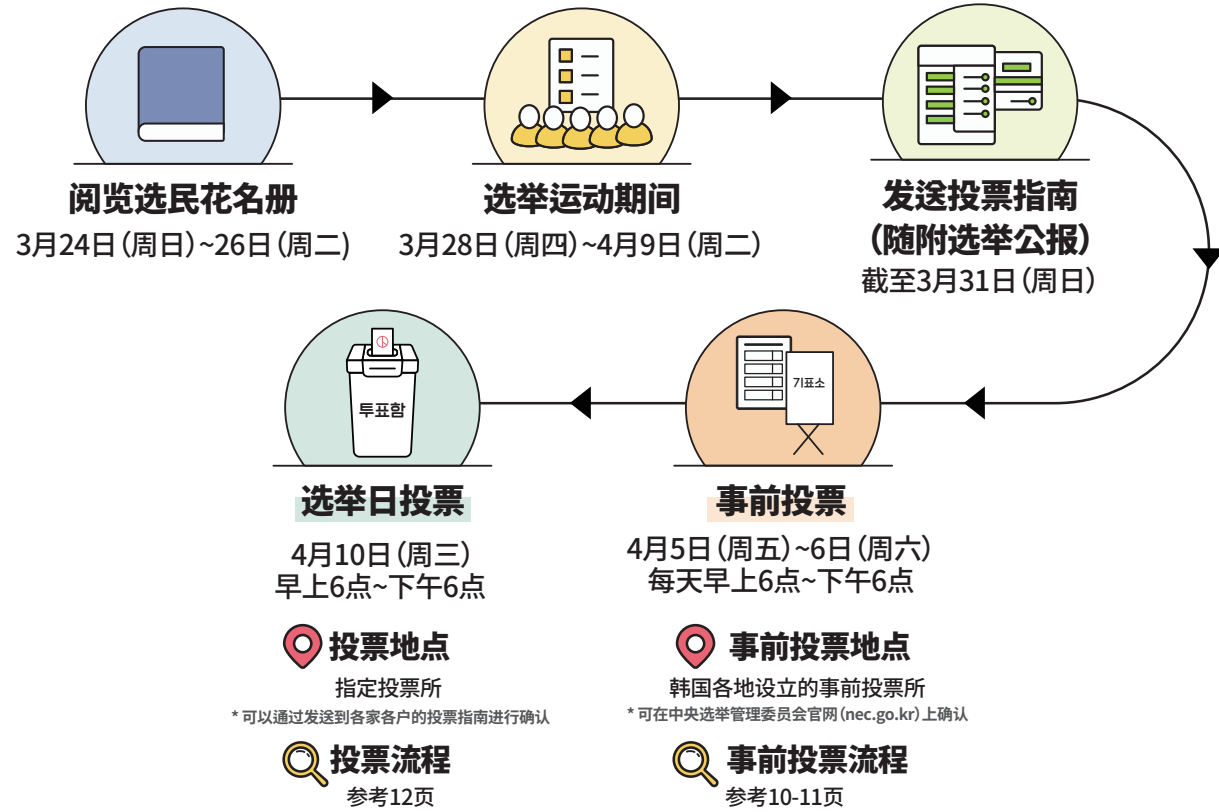 阅览选民花名册
3月24日(周日)~26日(周二)
选举运动期间
3月28日(周四)~4月9日(周二)
发送投票指南
(随附选举公报)
截至3月31日(周日)
기표소
事前投票
4月5日(周五)~6日(周六)
每天早上6点~下午6点
事前投票地点
韩国各地设立的事前投票所
* 可在中央选举管理委员会官网(nec.go.kr)上确认
事前投票流程
参考10-11页
투표함
选举日投票
4月10日(周三)
早上6点~下午6点
投票地点
指定投票所
* 可以通过发送到各家各户的投票指南进行确认
投票流程
参考12页